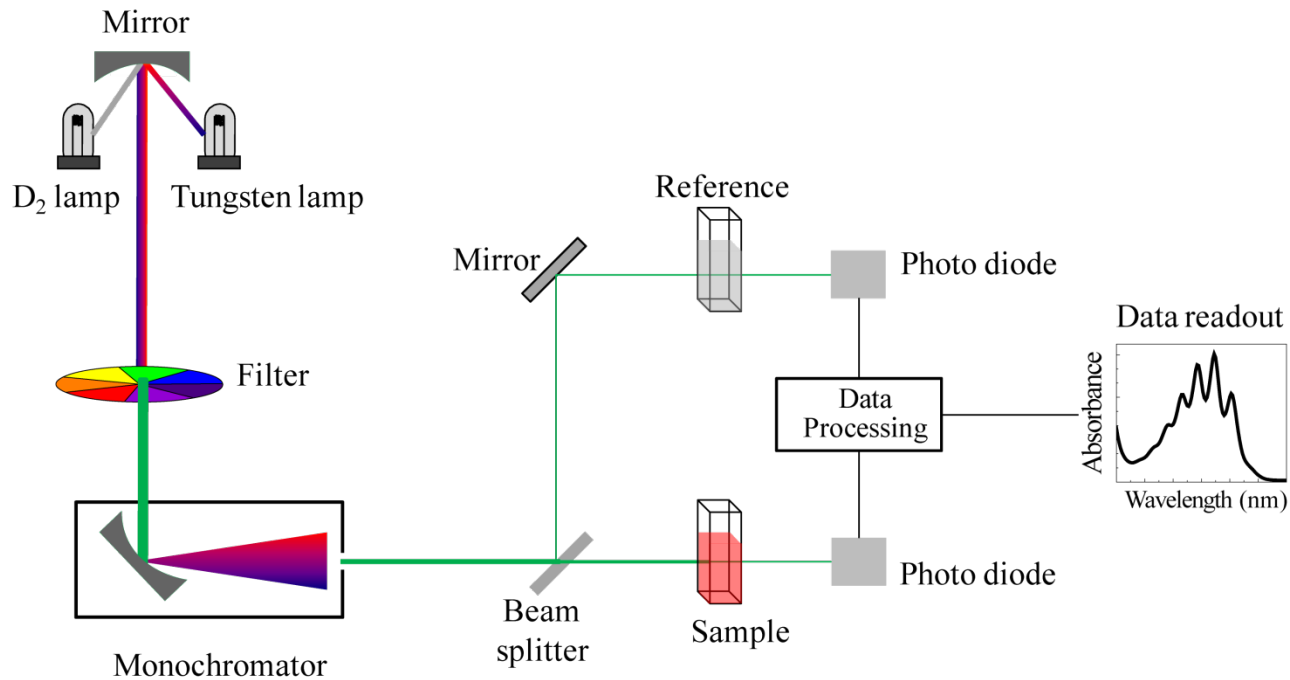 Mirror
D₂ lamp
Tungsten lamp
Filter
Monochromator
Mirror
Reference
Photo diode
Data
Processing
Beam
splitter
Sample
Photo diode
Data readout
Absorbance
Wavelength (nm)